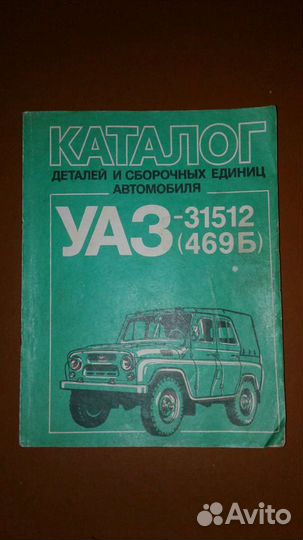 КАТАЛОГ
ДЕТАЛЕЙ И СБОРОЧНЫХ ЕДИНИЦ
АВТОМОБИЛЯ
УАЗ-31512
(469Б)
Avito